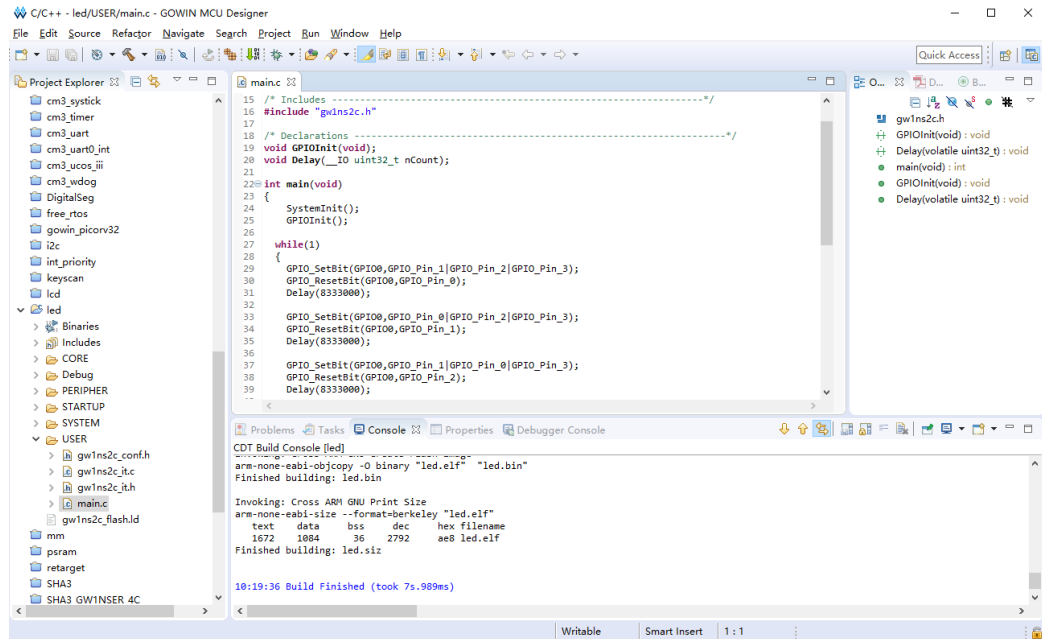 C/C++ - led/USER/main.c - GOWIN MCU Designer
File Edit Source Refactor Navigate Search Project Run Window Help
Quick Access
Project Explorer
cm3_systick
cm3_timer
cm3_uart
cm3_uart0_int
cm3_ucos_iii
cm3_wdog
DigitalSeg
free_rtos
gowin_picorv32
i2c
int_priority
keyscan
lcd
led
Binaries
Includes
CORE
Debug
PERIPHER
STARTUP
SYSTEM
USER
gw1ns2c_conf.h
gw1ns2c_it.c
gw1ns2c_it.h
main.c
gw1ns2c_flash.ld
mm
psram
retarget
SHA3
SHA3_GW1NSER_4C
main.c
15 /* Includes ------------------------------------------------------------------*/
16 #include "gw1ns2c.h"
17
18 /* Declarations --------------------------------------------------------------*/
19 void GPIOInit(void);
20 void Delay(__IO uint32_t nCount);
21
22 int main(void)
23 {
24 SystemInit();
25 GPIOInit();
26
27 while(1)
28 {
29 GPIO_SetBit(GPIO0,GPIO_Pin_1|GPIO_Pin_2|GPIO_Pin_3);
30 GPIO_ResetBit(GPIO0,GPIO_Pin_0);
31 Delay(8333000);
32
33 GPIO_SetBit(GPIO0,GPIO_Pin_0|GPIO_Pin_2|GPIO_Pin_3);
34 GPIO_ResetBit(GPIO0,GPIO_Pin_1);
35 Delay(8333000);
36
37 GPIO_SetBit(GPIO0,GPIO_Pin_1|GPIO_Pin_0|GPIO_Pin_3);
38 GPIO_ResetBit(GPIO0,GPIO_Pin_2);
39 Delay(8333000);
O... D... B...
gw1ns2c.h
GPIOInit(void) : void
Delay(volatile uint32_t) : void
main(void) : int
GPIOInit(void) : void
Delay(volatile uint32_t) : void
Problems Tasks Console Properties Debugger Console
CDT Build Console [led]
arm-none-eabi-objcopy -O binary "led.elf" "led.bin"
Finished building: led.bin
Invoking: Cross ARM GNU Print Size
arm-none-eabi-size --format=berkeley "led.elf"
text data bss dec hex filename
1672 1084 36 2792 ae8 led.elf
Finished building: led.siz
10:19:36 Build Finished (took 7s.989ms)
Writable Smart Insert 1 : 1